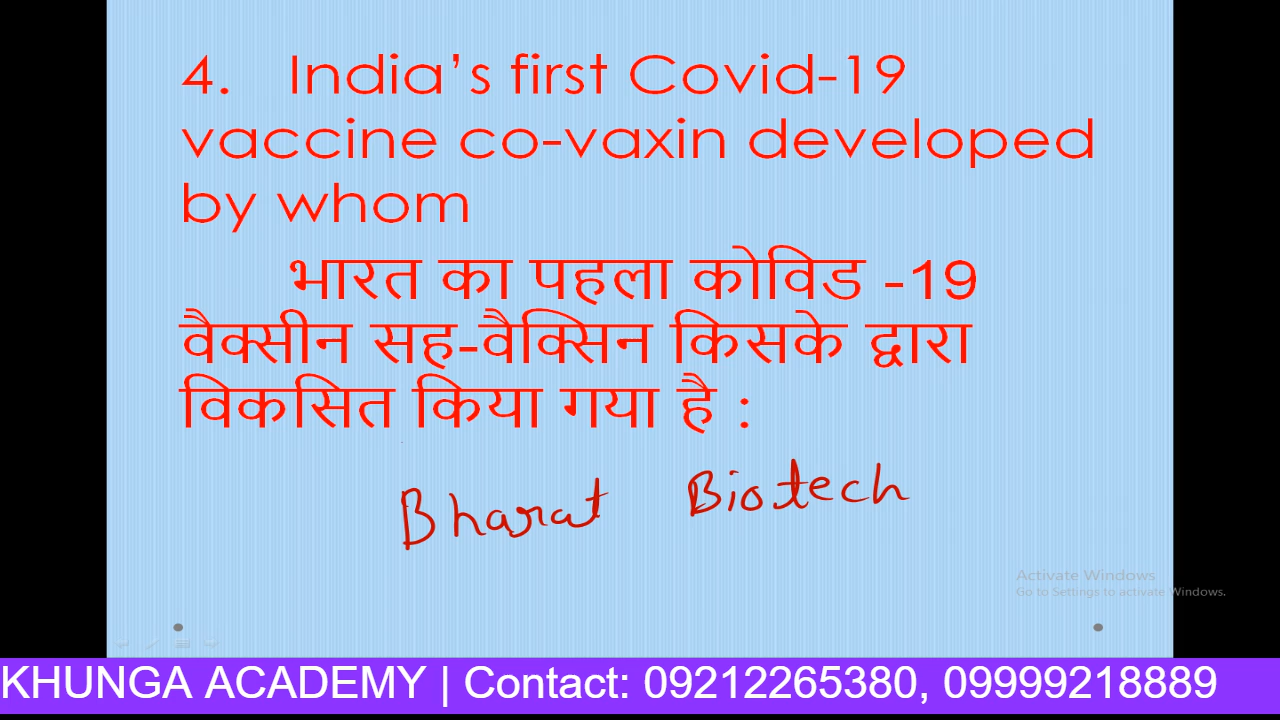 4. India’s first Covid-19
vaccine co-vaxin developed
by whom
भारत का पहला कोविड -19
वैक्सीन सह-वैक्सिन किसके द्वारा
विकसित किया गया है :
Bharat Biotech
Activate Windows
Go to Settings to activate Windows.
KHUNGA ACADEMY | Contact: 09212265380, 09999218889